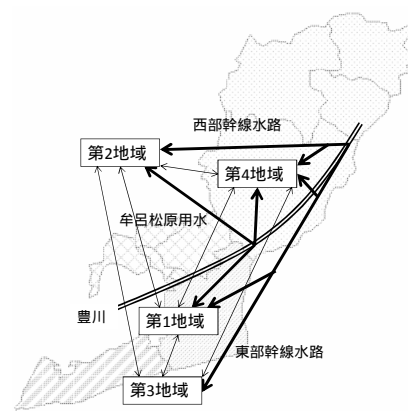 西部幹線水路
第2地域
第4地域
牟呂松原用水
豊川
第1地域
東部幹線水路
第3地域